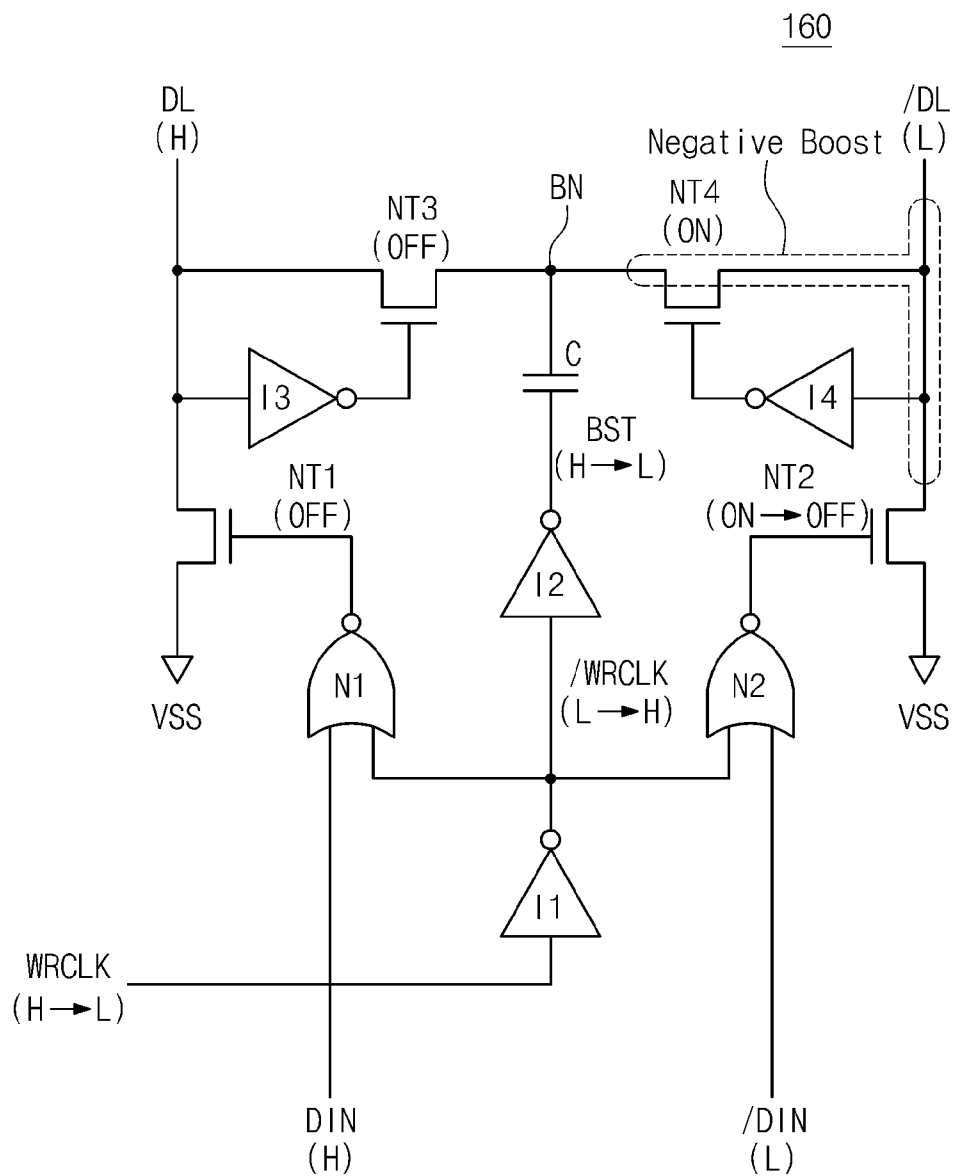 160
DL
(H)
/DL
(L)
Negative Boost
BN
NT3
(OFF)
NT4
(ON)
C
I3
I4
BST
(H→L)
NT1
(OFF)
NT2
(ON→OFF)
I2
N1
/WRCLK
(L→H)
N2
VSS
VSS
I1
WRCLK
(H→L)
DIN
(H)
/DIN
(L)